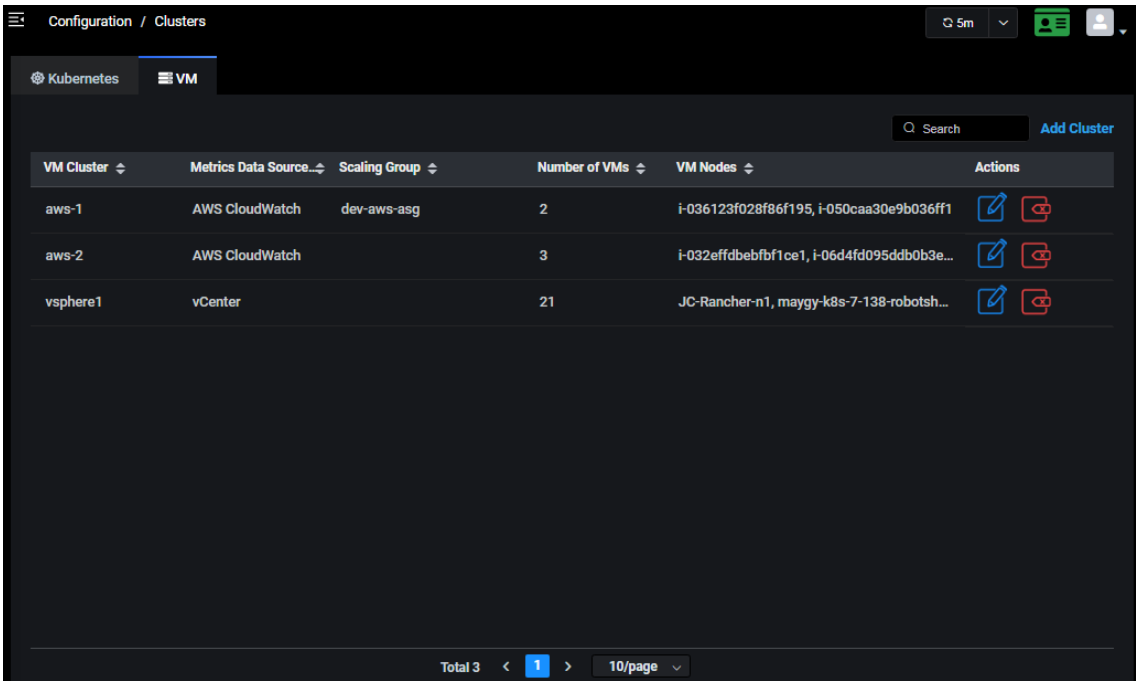 Configuration / Clusters
5m
Kubernetes
VM
Search
Add Cluster
VM Cluster Metrics Data Source... Scaling Group Number of VMs VM Nodes Actions
aws-1 AWS CloudWatch dev-aws-asg 2 i-036123f028f86f195, i-050caa30e9b036ff1
aws-2 AWS CloudWatch 3 i-032effdbebfbf1ce1, i-06d4fd095ddb0b3e...
vsphere1 vCenter 21 JC-Rancher-n1, maygy-k8s-7-138-robotsh...
Total 3 1 10/page